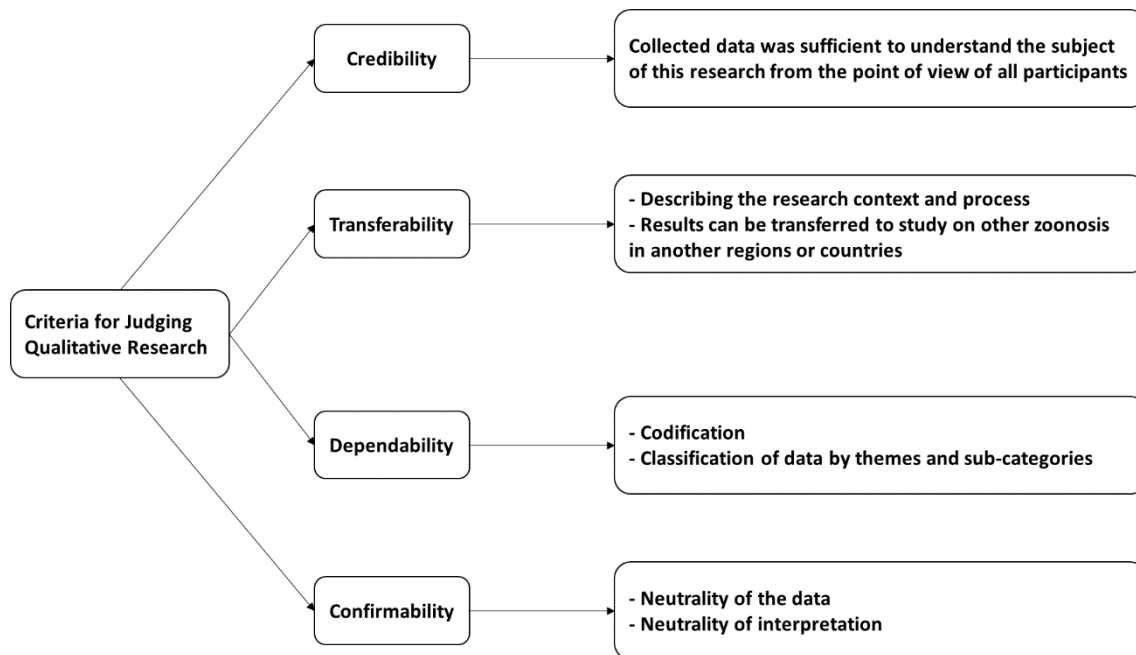 Credibility
Collected data was sufficient to understand the subject
of this research from the point of view of all participants
Transferability
- Describing the research context and process
- Results can be transferred to study on other zoonosis
in another regions or countries
Criteria for Judging
Qualitative Research
Dependability
- Codification
- Classification of data by themes and sub-categories
Confirmability
- Neutrality of the data
- Neutrality of interpretation